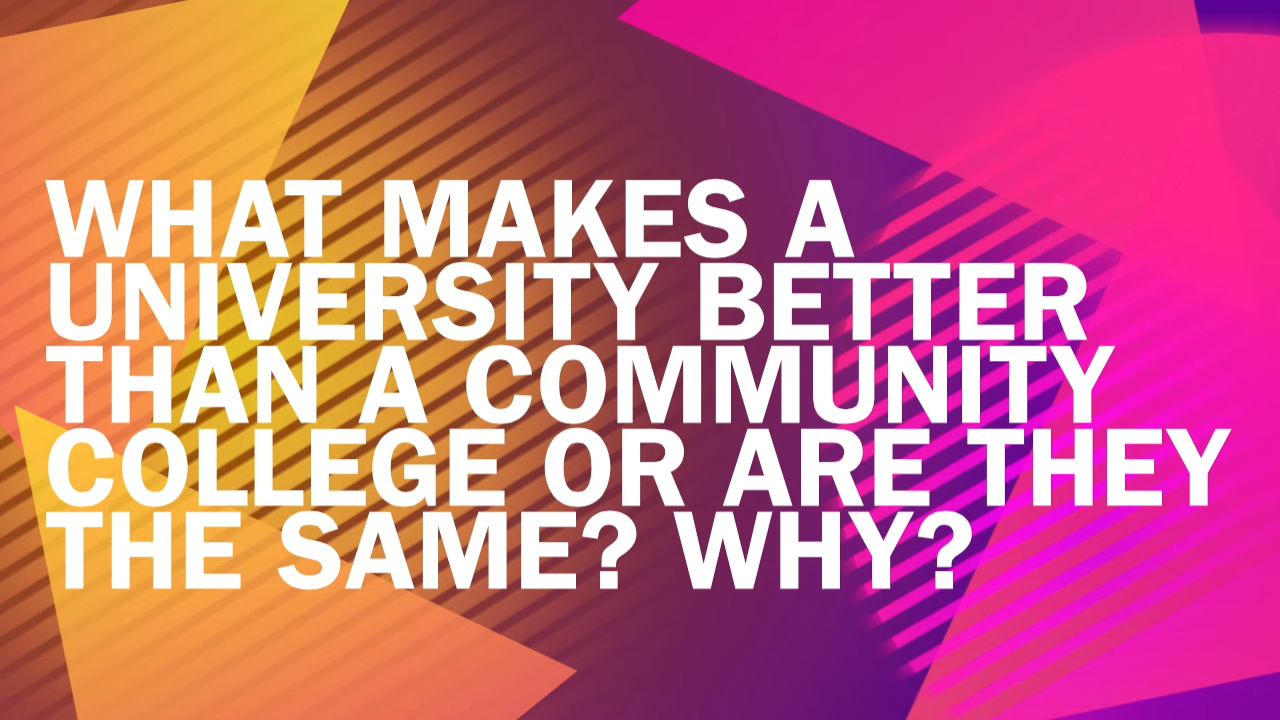 WHAT MAKES A
UNIVERSITY BETTER
THAN A COMMUNITY
COLLEGE OR ARE THEY
THE SAME? WHY?